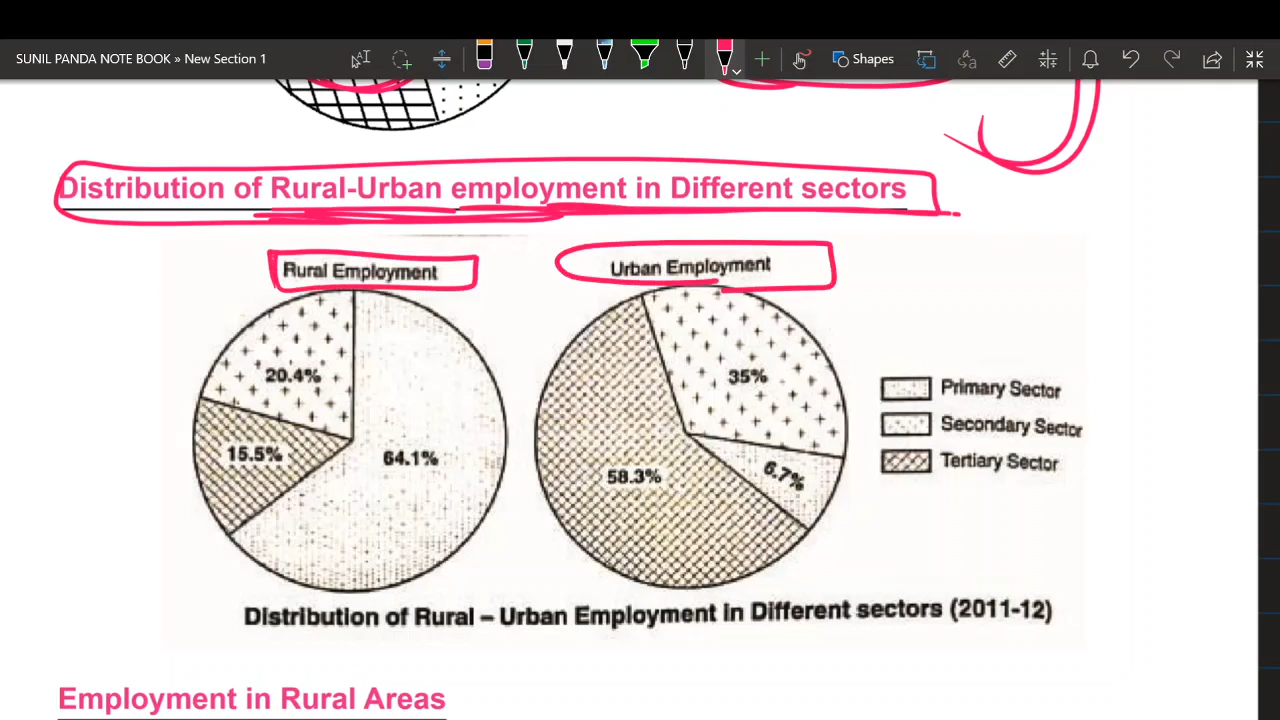 UNIL PANDA NOTE BOOK » New Section 1
Shapes
Distribution of Rural-Urban employment in Different sectors
Rural Employment
Urban Employment
20.4%
15.5%
64.1%
35%
6.7%
58.3%
Primary Sector
Secondary Sector
Tertiary Sector
Distribution of Rural – Urban Employment in Different sectors (2011-12)
Employment in Rural Areas